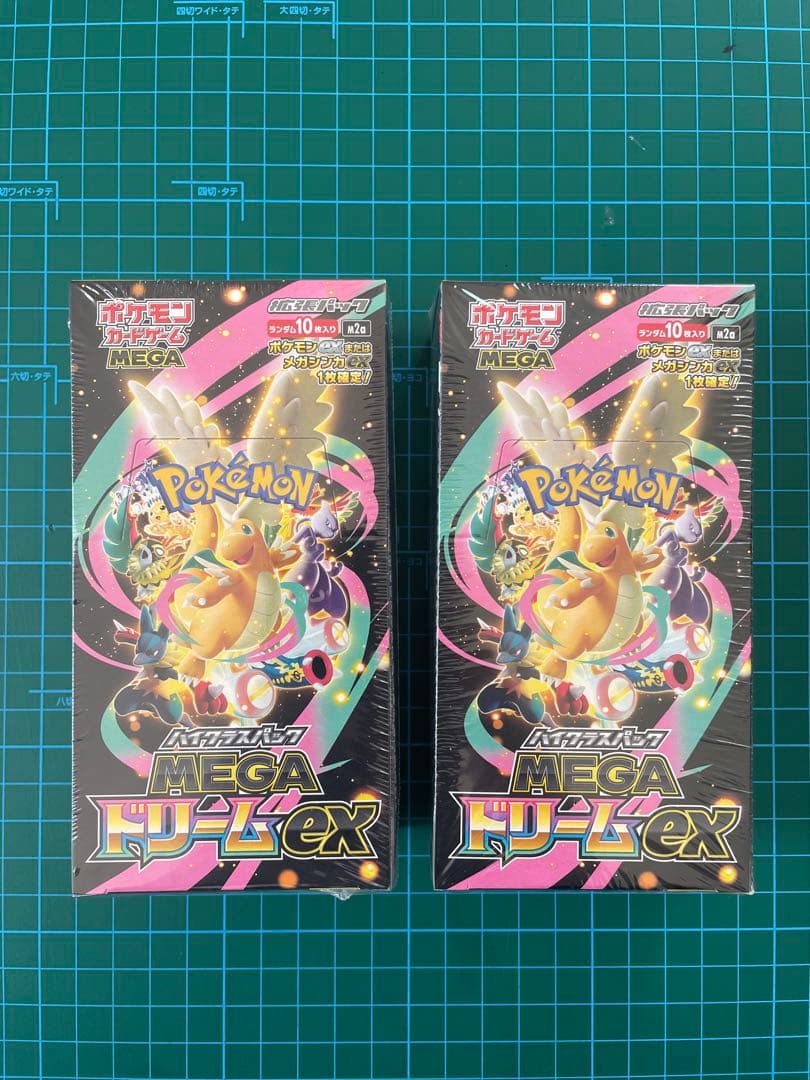 四切ワイド・タテ
大四切・タテ
切ワイド・タテ
四切・タテ
六切・タテ
八切
ポケモン
カードゲーム
MEGA
拡張パック
ランダム10枚入り
M2a
ポケモンexまたは
メガシンカex
1枚確定!
POKéMON
ハイクラスパック
MEGA
ドリームex
ポケモン
カードゲーム
MEGA
拡張パック
ランダム10枚入り
M2a
ポケモンexまたは
メガシンカex
1枚確定!
POKéMON
ハイクラスパック
MEGA
ドリームex